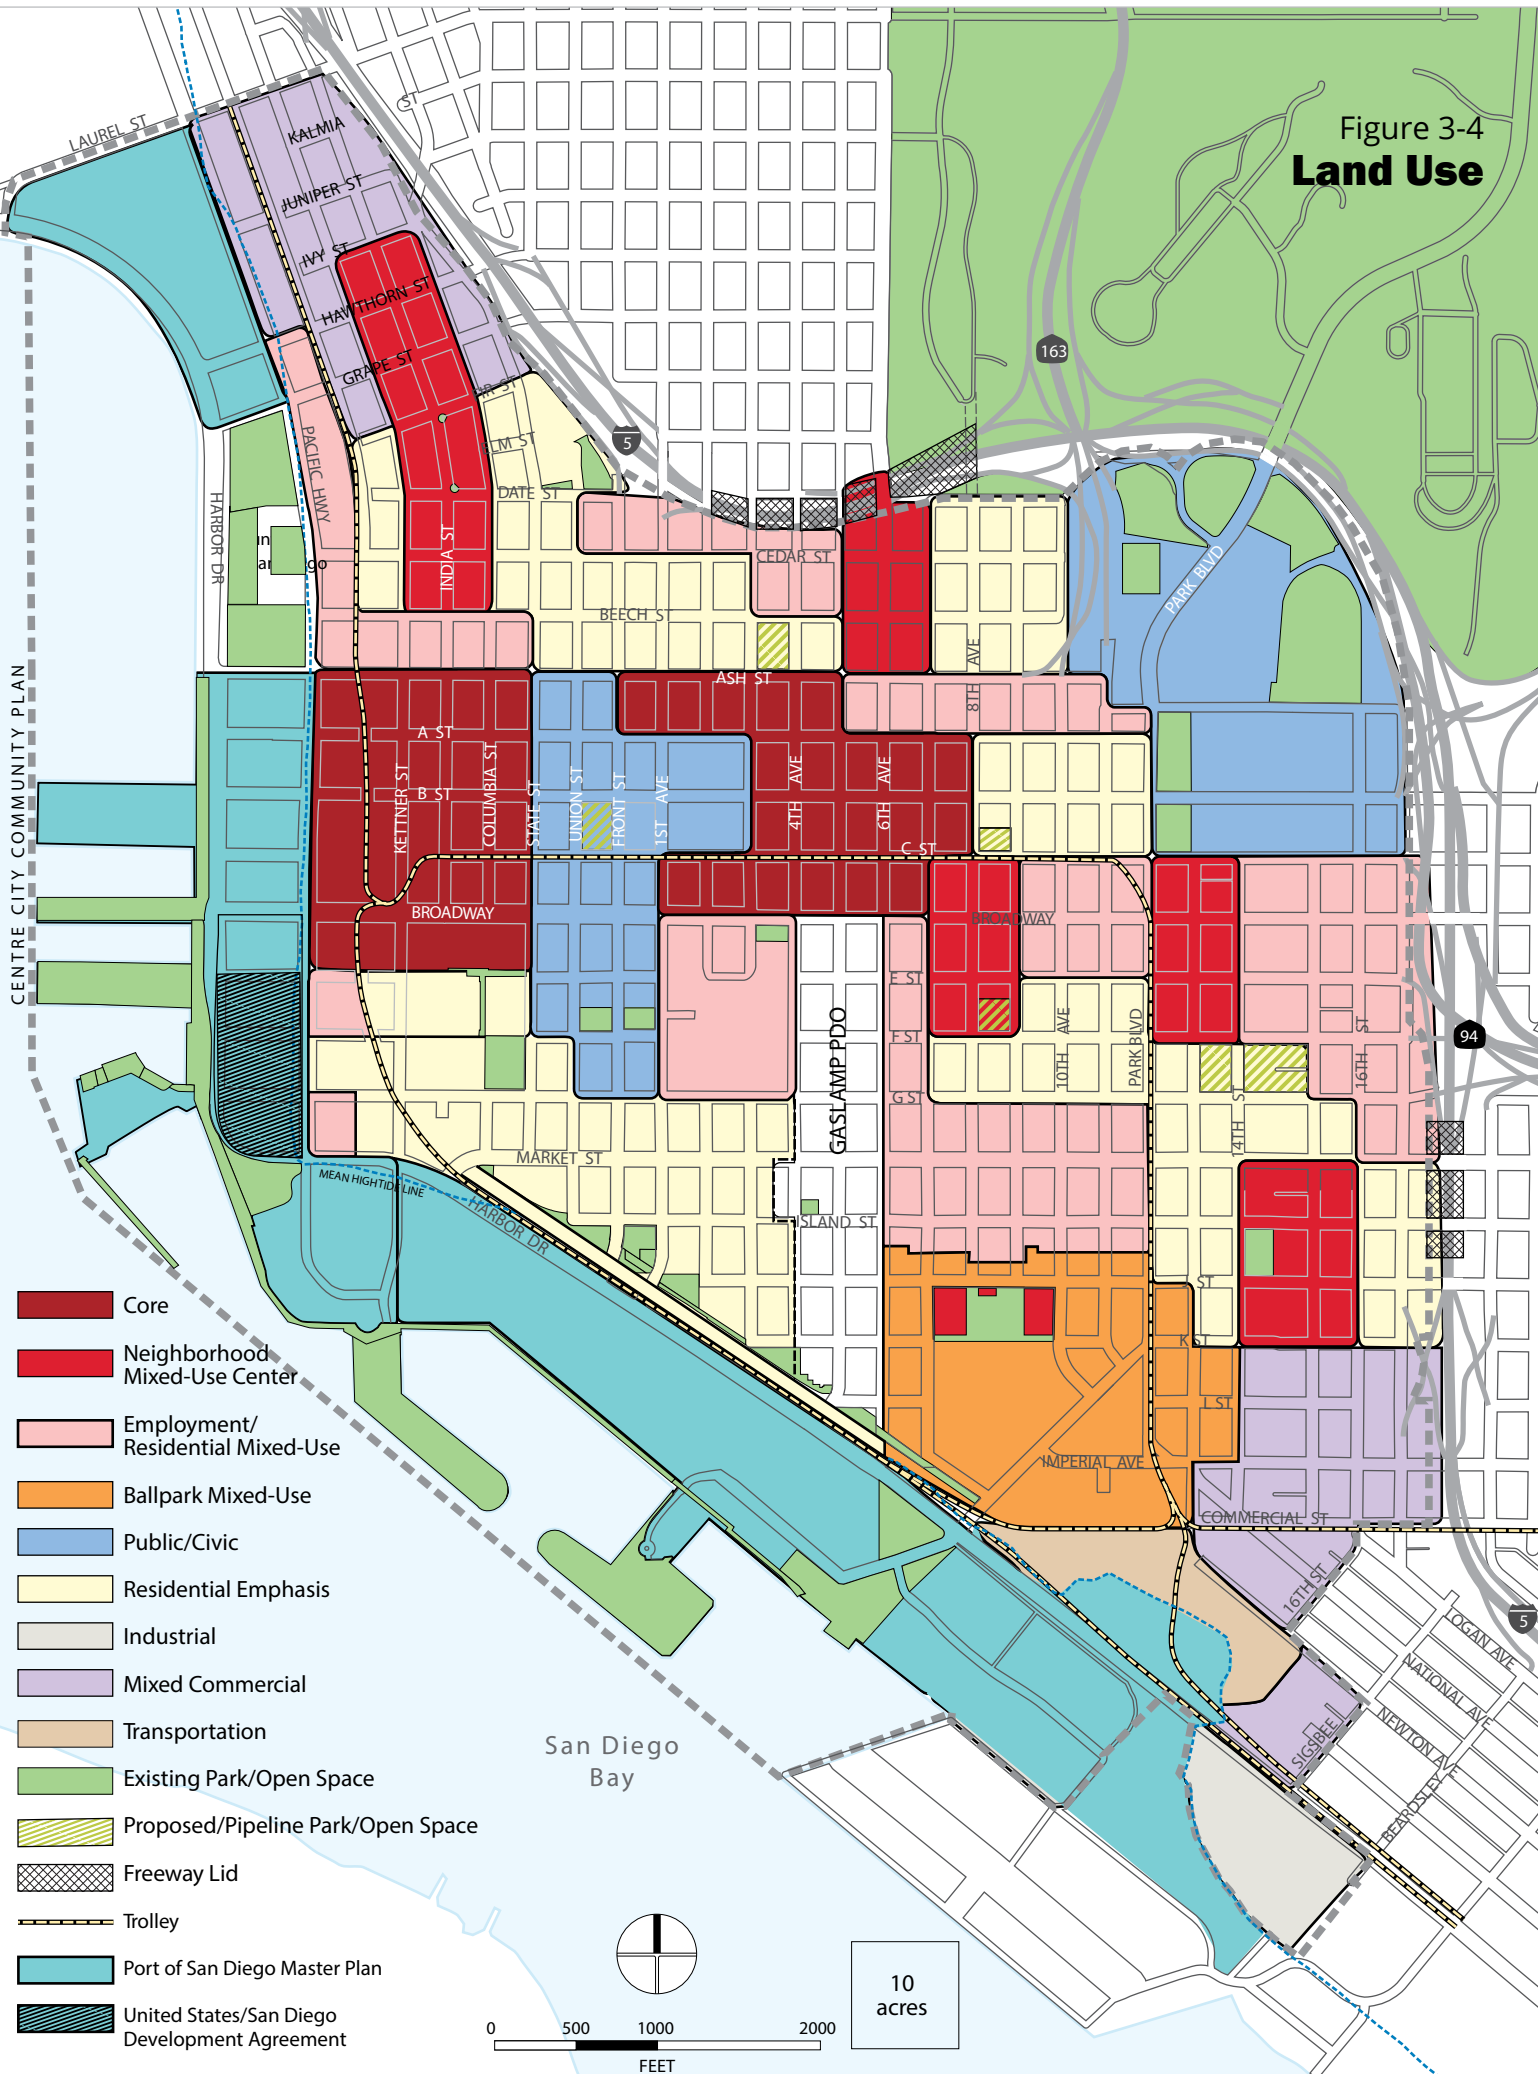 Figure 3-4
Land Use
LAUREL ST
ST
KALMIA
JUNIPER ST
IVY ST
HAWTHORN ST
GRAPE ST
ELM ST
DATE ST
163
5
PACIFIC HWY
HARBOR DR
INDIA ST
CEDAR ST
BEECH ST
PARK BLVD
ASH ST
8TH AVE
A ST
B ST
KETTNER ST
COLUMBIA ST
STATE ST
UNION ST
FRONT ST
1ST AVE
4TH AVE
6TH AVE
C ST
BROADWAY
BROADWAY
E ST
F ST
G ST
10TH AVE
PARK BLVD
14TH ST
16TH ST
94
GASLAMP PDO
CENTRE CITY COMMUNITY PLAN
MARKET ST
MEAN HIGHTIDE LINE
HARBOR DR
ISLAND ST
J ST
K ST
L ST
IMPERIAL AVE
COMMERCIAL ST
16TH ST
5
LOGAN AVE
NATIONAL AVE
NEWTON AVE
SIGSBEE
BEARDSLEY
San Diego
Bay
Core
Neighborhood
Mixed-Use Center
Employment/
Residential Mixed-Use
Ballpark Mixed-Use
Public/Civic
Residential Emphasis
Industrial
Mixed Commercial
Transportation
Existing Park/Open Space
Proposed/Pipeline Park/Open Space
Freeway Lid
Trolley
Port of San Diego Master Plan
United States/San Diego
Development Agreement
0 500 1000 2000
FEET
10
acres